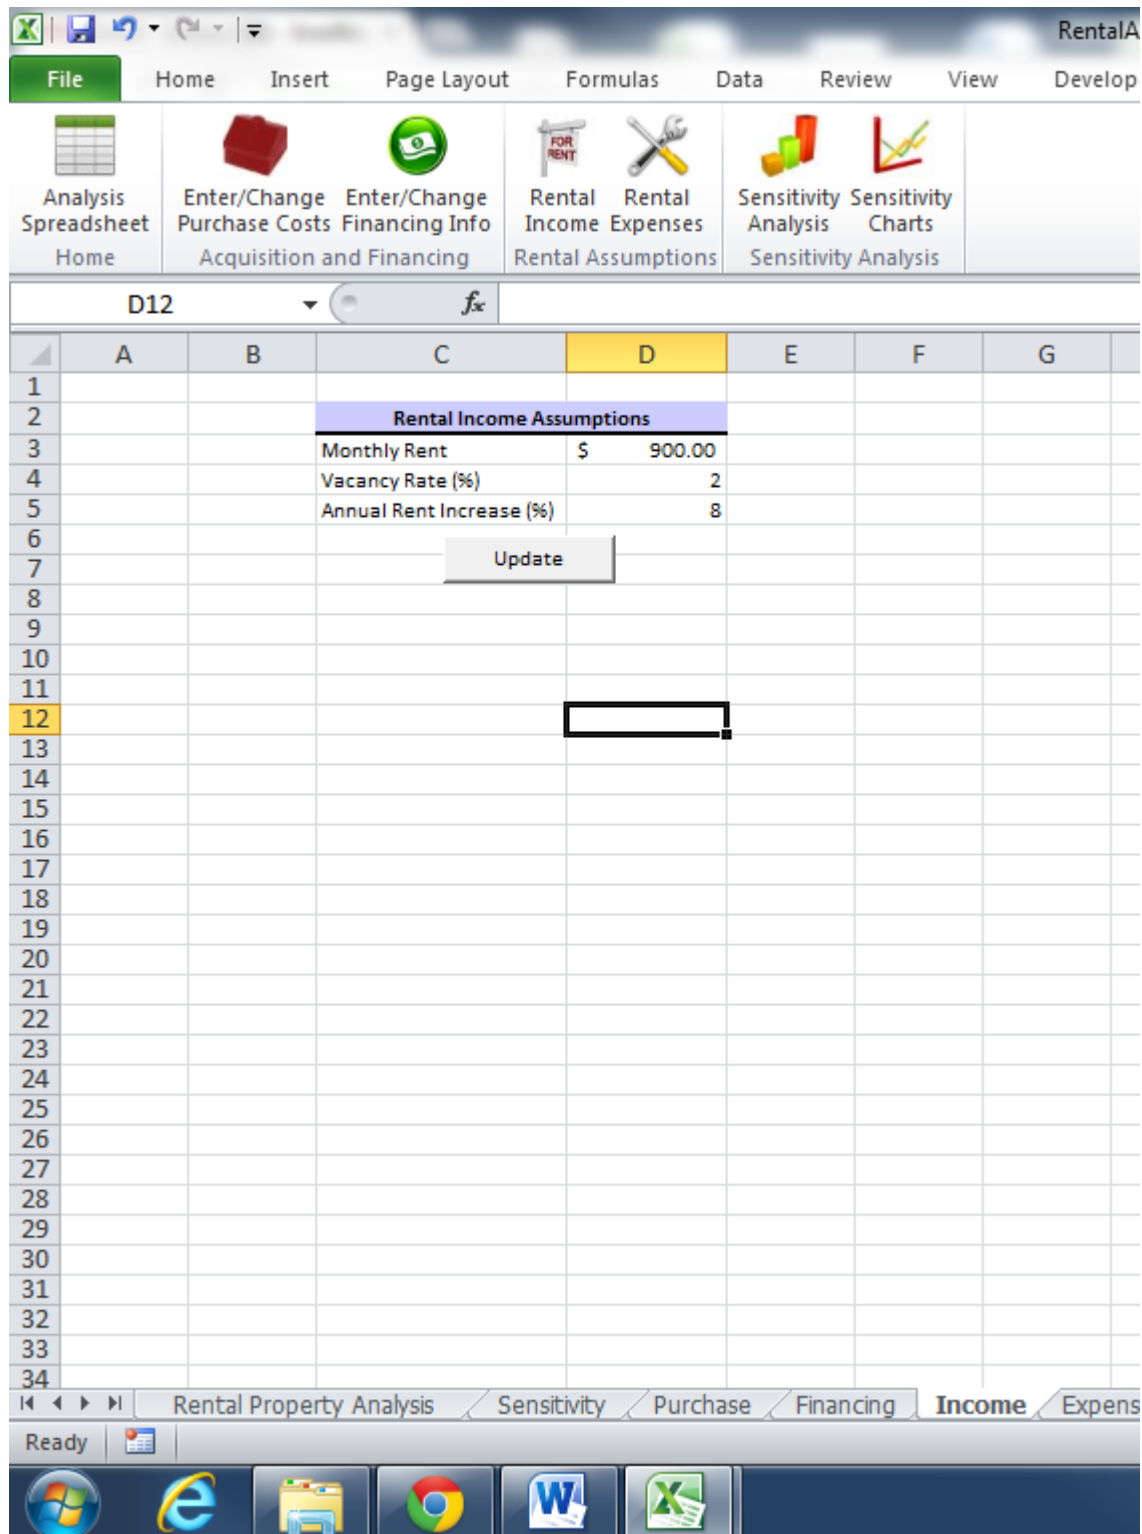 RentalA
File Home Insert Page Layout Formulas Data Review View Develop
FOR
RENT
Analysis Enter/Change Enter/Change Rental Rental Sensitivity Sensitivity
Spreadsheet Purchase Costs Financing Info Income Expenses Analysis Charts
Home Acquisition and Financing Rental Assumptions Sensitivity Analysis
D12 fx
A B C D E F G
1
2 Rental Income Assumptions
3 Monthly Rent $ 900.00
4 Vacancy Rate (%) 2
5 Annual Rent Increase (%) 8
6
Update
7
8
9
10
11
12
13
14
15
16
17
18
19
20
21
22
23
24
25
26
27
28
29
30
31
32
33
34
Rental Property Analysis Sensitivity Purchase Financing Income Expens
Ready